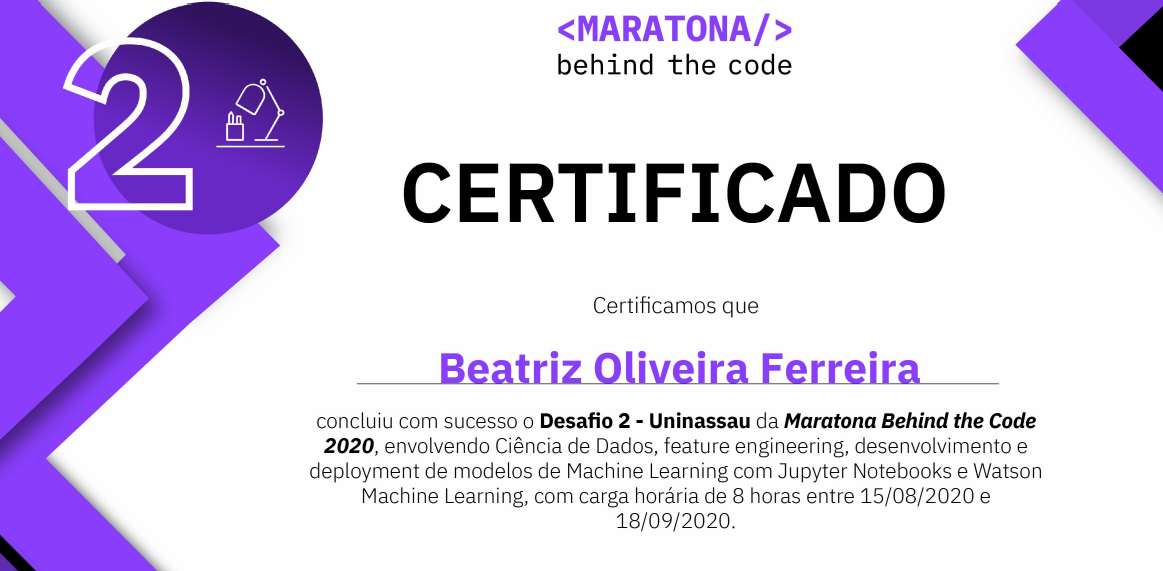 2
<MARATONA/>
behind the code
CERTIFICADO
Certificamos que
Beatriz Oliveira Ferreira
concluiu com sucesso o Desafio 2 - Uninassau da Maratona Behind the Code
2020, envolvendo Ciência de Dados, feature engineering, desenvolvimento e
deployment de modelos de Machine Learning com Jupyter Notebooks e Watson
Machine Learning, com carga horária de 8 horas entre 15/08/2020 e
18/09/2020.